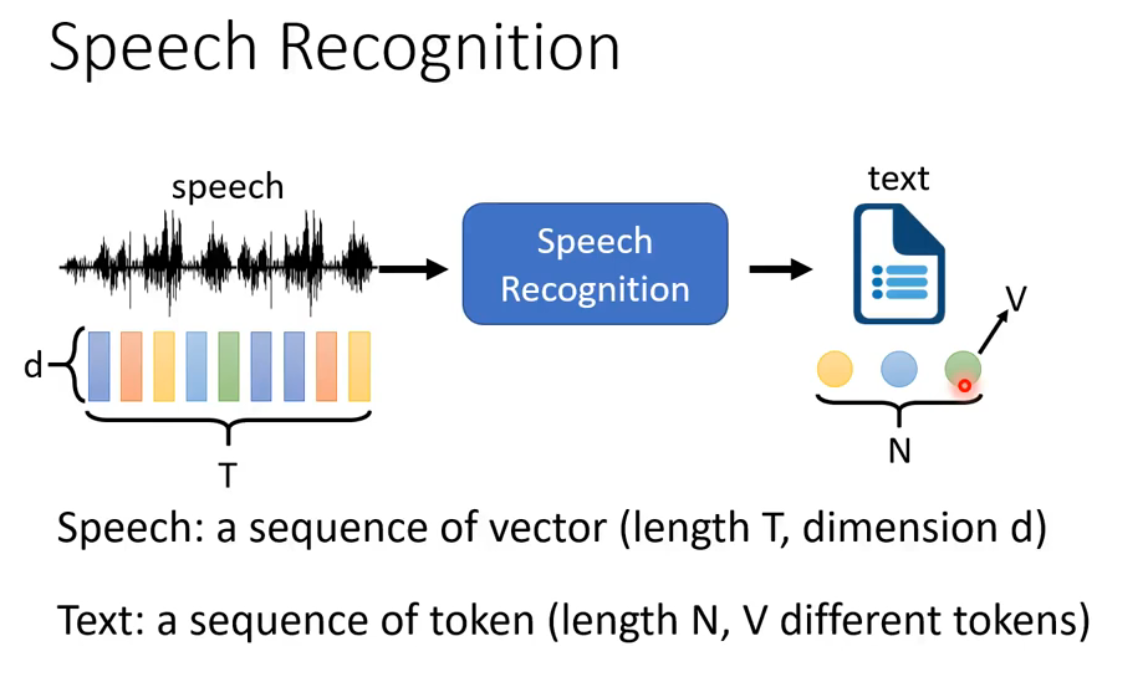 Speech Recognition
speech
text
Speech
Recognition
V
d
T
N
Speech: a sequence of vector (length T, dimension d)
Text: a sequence of token (length N, V different tokens)